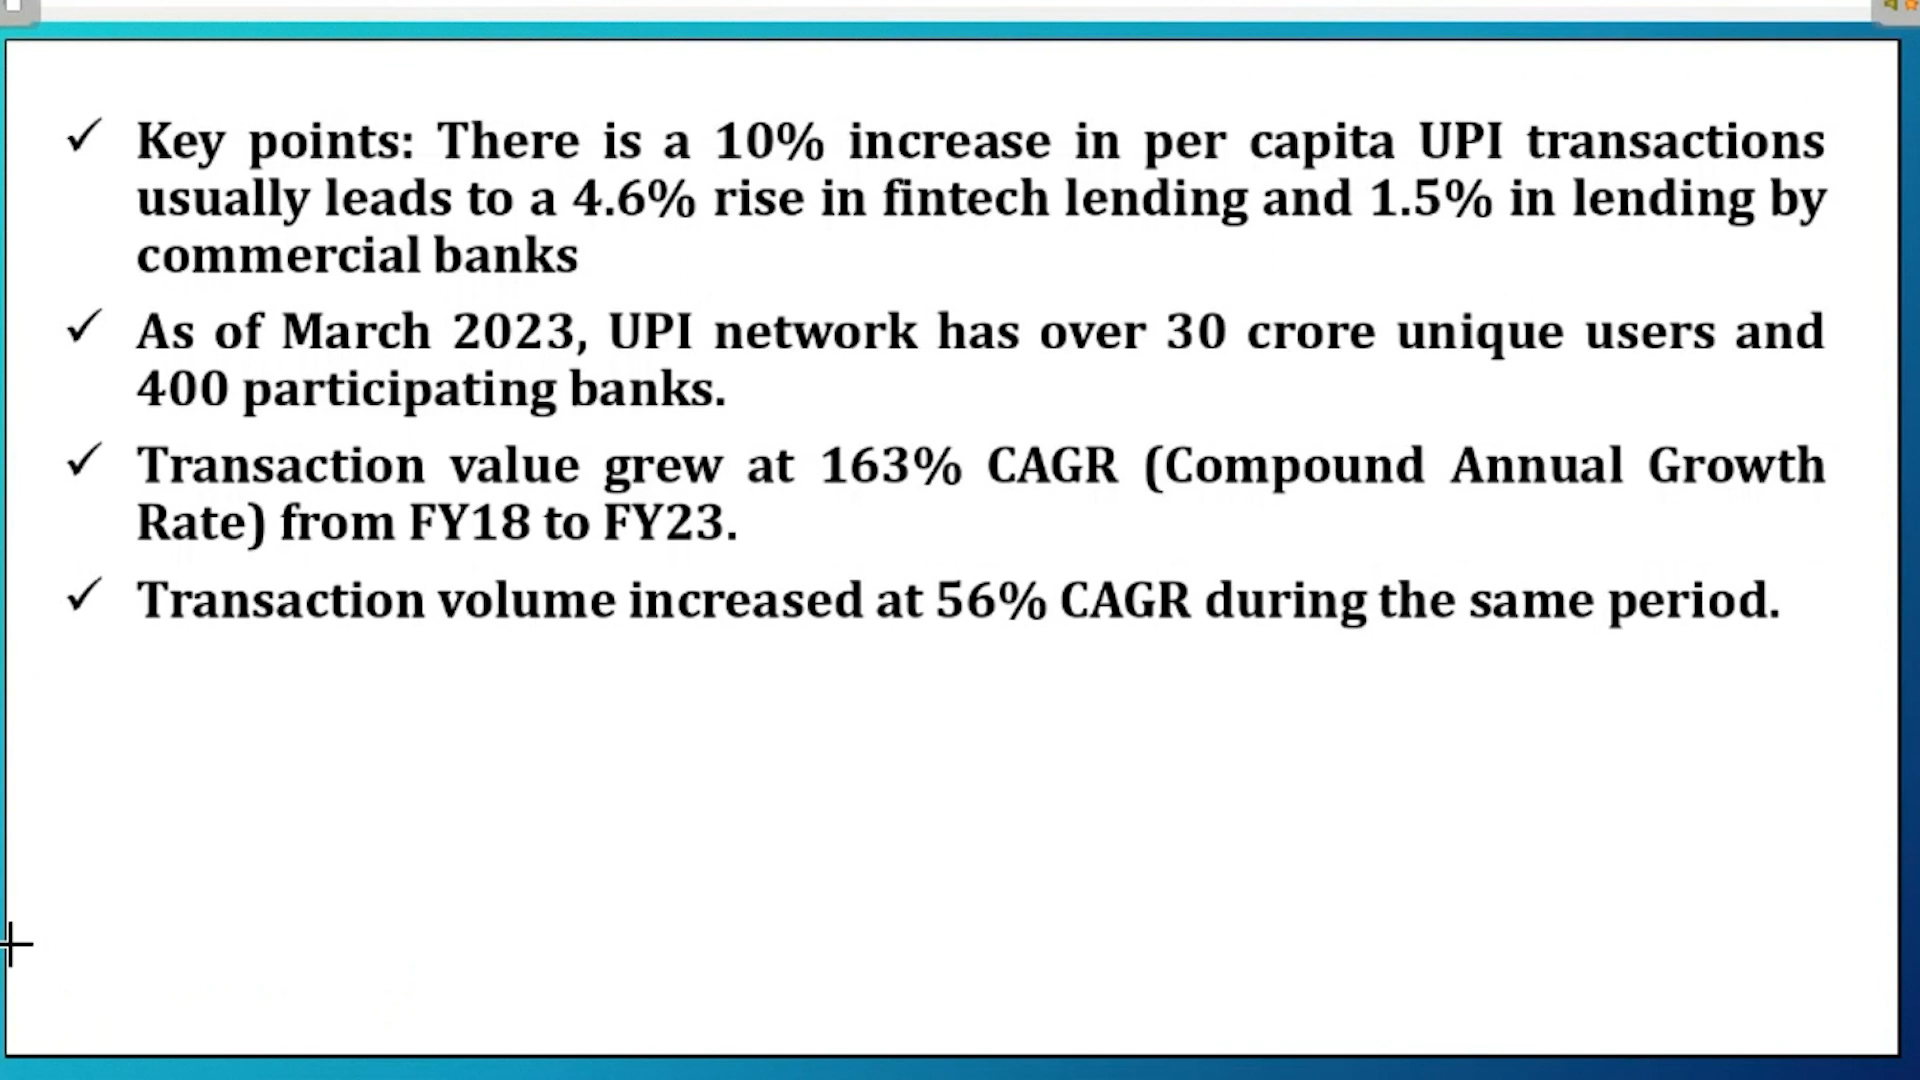 ✓ Key points: There is a 10% increase in per capita UPI transactions
usually leads to a 4.6% rise in fintech lending and 1.5% in lending by
commercial banks
✓ As of March 2023, UPI network has over 30 crore unique users and
400 participating banks.
✓ Transaction value grew at 163% CAGR (Compound Annual Growth
Rate) from FY18 to FY23.
✓ Transaction volume increased at 56% CAGR during the same period.